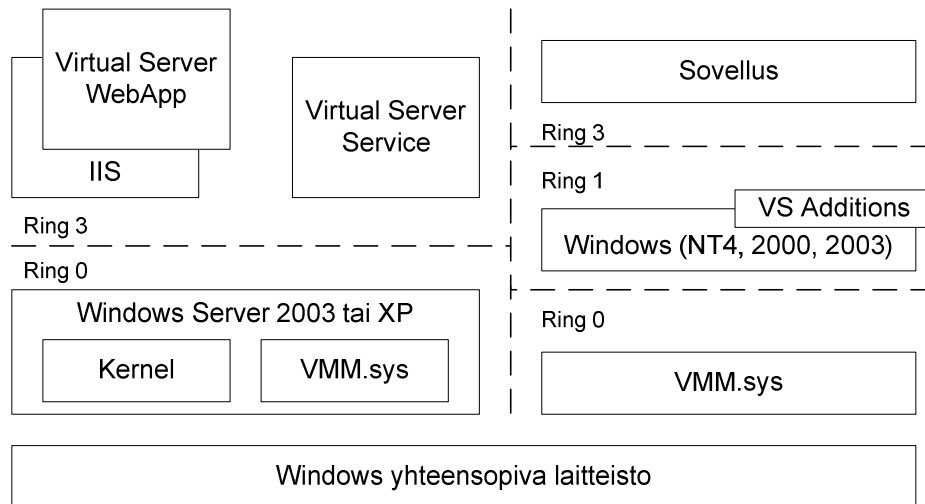 Virtual Server
WebApp
IIS
Virtual Server
Service
Ring 3
Ring 0
Windows Server 2003 tai XP
Kernel
VMM.sys
Sovellus
Ring 3
Ring 1
VS Additions
Windows (NT4, 2000, 2003)
Ring 0
VMM.sys
Windows yhteensopiva laitteisto